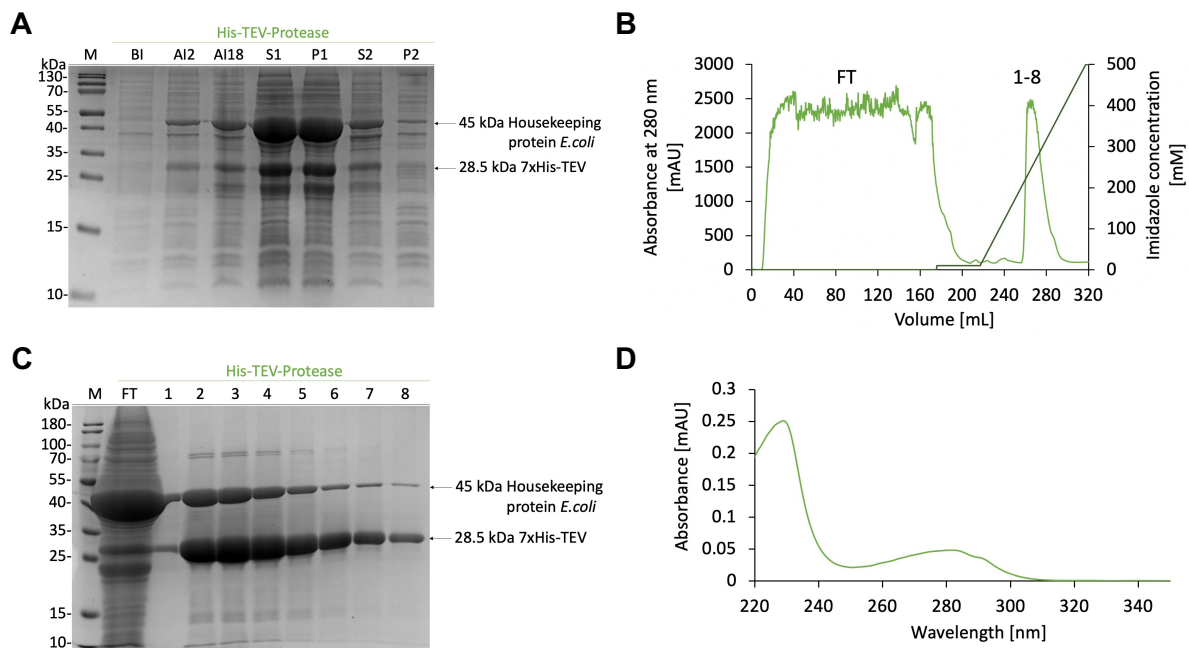 A
His-TEV-Protease
M BI AI2 AI18 S1 P1 S2 P2
kDa
130-
70-
55-
40-
35-
25-
15-
10-
45 kDa Housekeeping
protein E.coli
28.5 kDa 7xHis-TEV
B
Absorbance at 280 nm
[mAU]
3000
2500
2000
1500
1000
500
0
FT
1-8
500
400
300
200
100
0
Imidazole concentration
[mM]
0 40 80 120 160 200 240 280 320
Volume [mL]
C
His-TEV-Protease
M FT 1 2 3 4 5 6 7 8
kDa
180-
100-
70-
55-
40-
35-
25-
15-
10-
45 kDa Housekeeping
protein E.coli
28.5 kDa 7xHis-TEV
D
Absorbance [mAU]
0.3
0.25
0.2
0.15
0.1
0.05
0
220 240 260 280 300 320 340
Wavelength [nm]